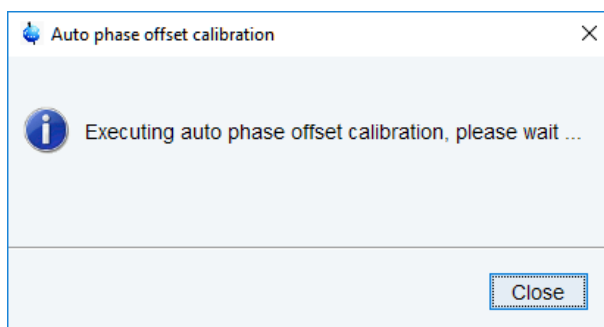 Auto phase offset calibration
Executing auto phase offset calibration, please wait ...
Close